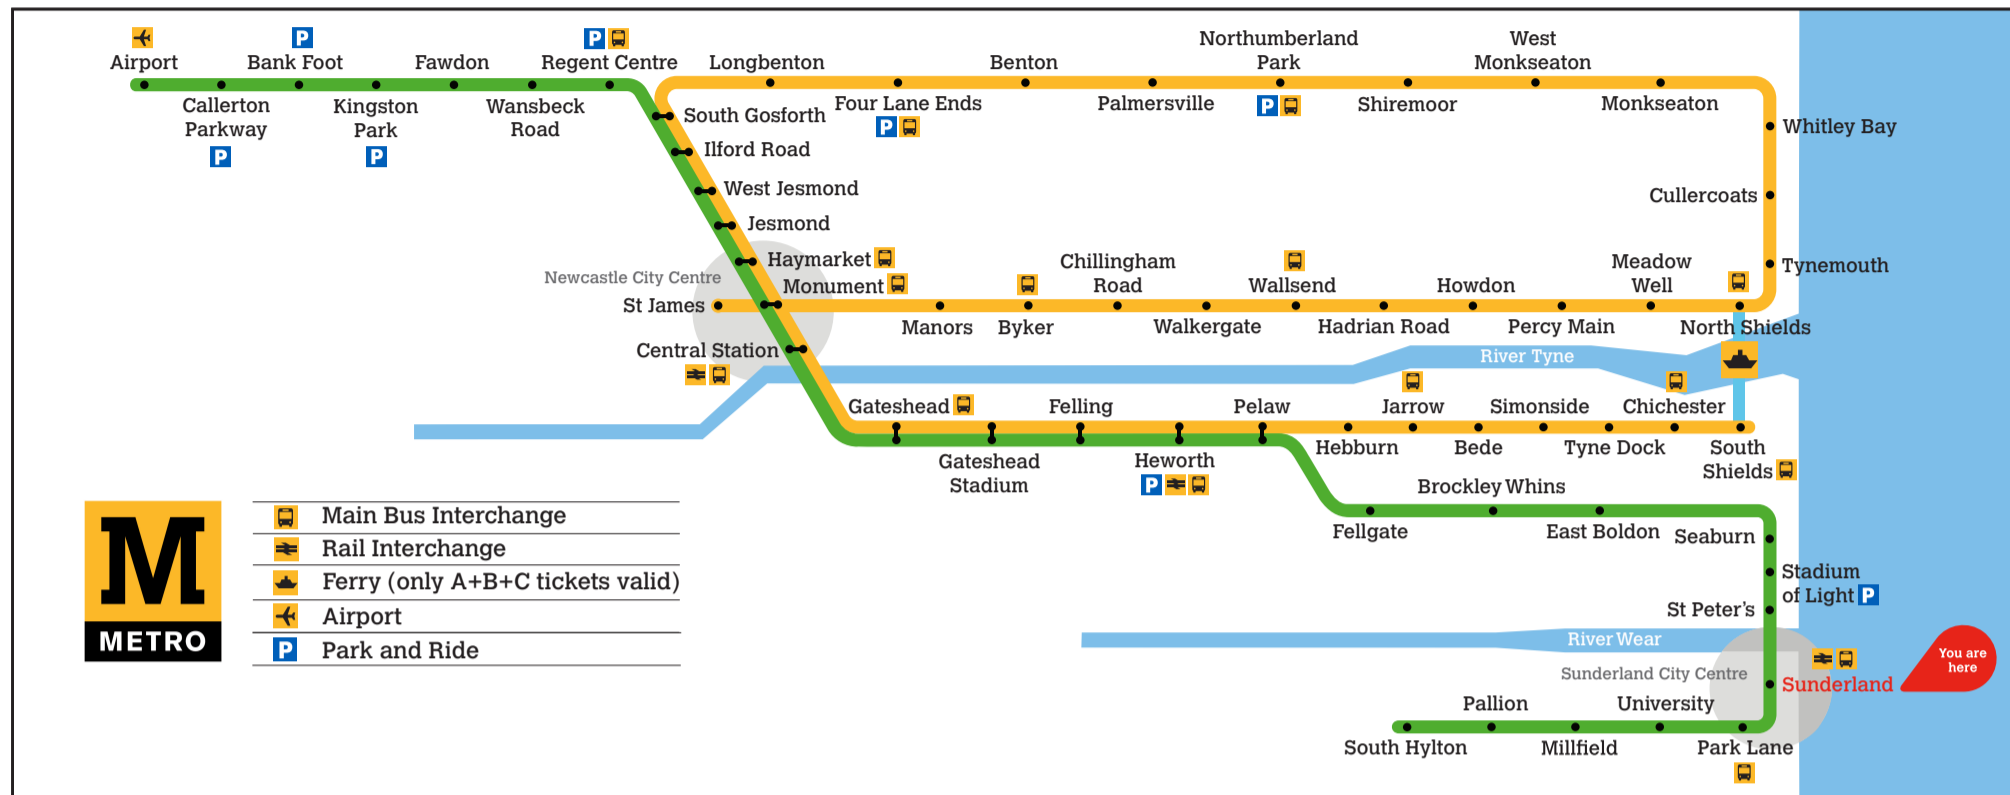 Airport
Callerton
Parkway
P
P
Bank Foot
Kingston
Park
P
Fawdon
Wansbeck
Road
P
Regent Centre
Longbenton
Four Lane Ends
P
Benton
Palmersville
Northumberland
Park
P
Shiremoor
West
Monkseaton
Monkseaton
Whitley Bay
Cullercoats
Tynemouth
South Gosforth
Ilford Road
West Jesmond
Jesmond
Haymarket
Newcastle City Centre
Monument
St James
Central Station
Manors
Byker
Chillingham
Road
Walkergate
Wallsend
Hadrian Road
Howdon
Percy Main
Meadow
Well
North Shields
River Tyne
Gateshead
Gateshead
Stadium
Felling
Heworth
P
Pelaw
Hebburn
Jarrow
Bede
Simonside
Tyne Dock
Chichester
South
Shields
Fellgate
Brockley Whins
East Boldon
Seaburn
Stadium
of Light P
St Peter's
River Wear
Sunderland City Centre
Sunderland
You are
here
Park Lane
University
Millfield
Pallion
South Hylton
M
METRO
Main Bus Interchange
Rail Interchange
Ferry (only A+B+C tickets valid)
Airport
P Park and Ride